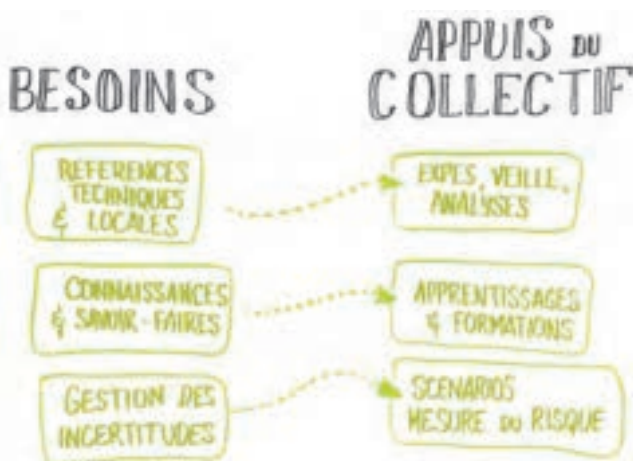 BESOINS
APPUIS DU
COLLECTIF
REFERENCES
TECHNIQUES
& LOCALES
EXPES, VEILLE,
ANALYSES
CONNAISSANCES
& SAVOIR-FAIRES
APPRENTISSAGES
& FORMATIONS
GESTION DES
INCERTITUDES
SCENARIOS
MESURE DU RISQUE